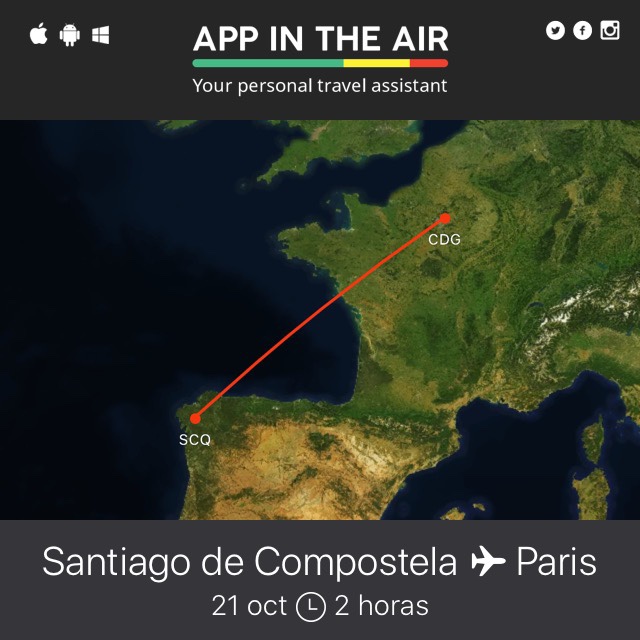 APP IN THE AIR
Your personal travel assistant
CDG
SCQ
Santiago de Compostela ✈ Paris
21 oct 2 horas